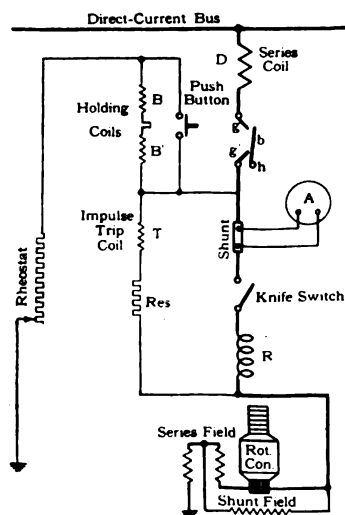 Direct-Current Bus
D
Series
Coil
Push
Button
B
Holding
Coils
B'
g
b
g'
h
A
Impulse
Trip
Coil
T
Shunt
Rheostat
Res
Knife Switch
R
Series Field
Rot.
Con.
Shunt Field